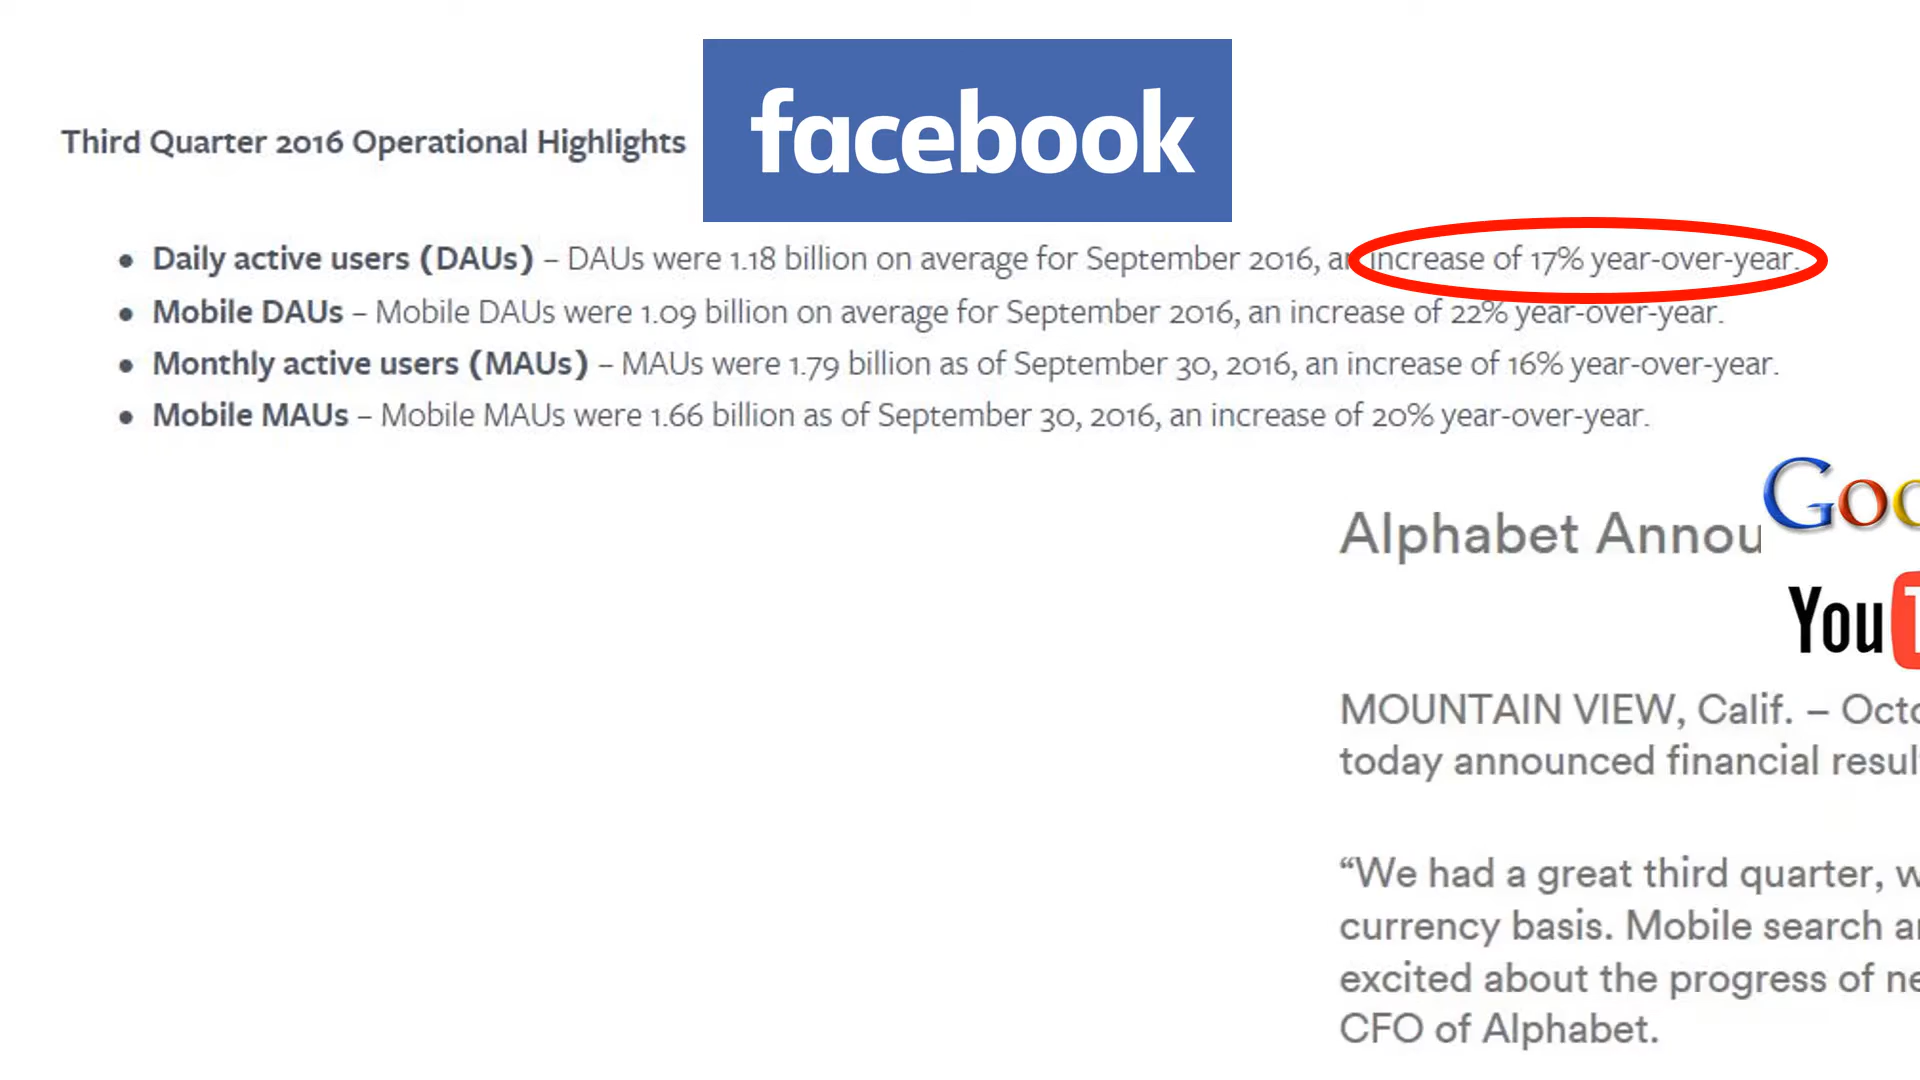 facebook
Third Quarter 2016 Operational Highlights
• Daily active users (DAUs) – DAUs were 1.18 billion on average for September 2016, an increase of 17% year-over-year.
• Mobile DAUs – Mobile DAUs were 1.09 billion on average for September 2016, an increase of 22% year-over-year.
• Monthly active users (MAUs) – MAUs were 1.79 billion as of September 30, 2016, an increase of 16% year-over-year.
• Mobile MAUs – Mobile MAUs were 1.66 billion as of September 30, 2016, an increase of 20% year-over-year.
Goo
Alphabet Annou
You
MOUNTAIN VIEW, Calif. – Octo
today announced financial resul
“We had a great third quarter, w
currency basis. Mobile search a
excited about the progress of ne
CFO of Alphabet.